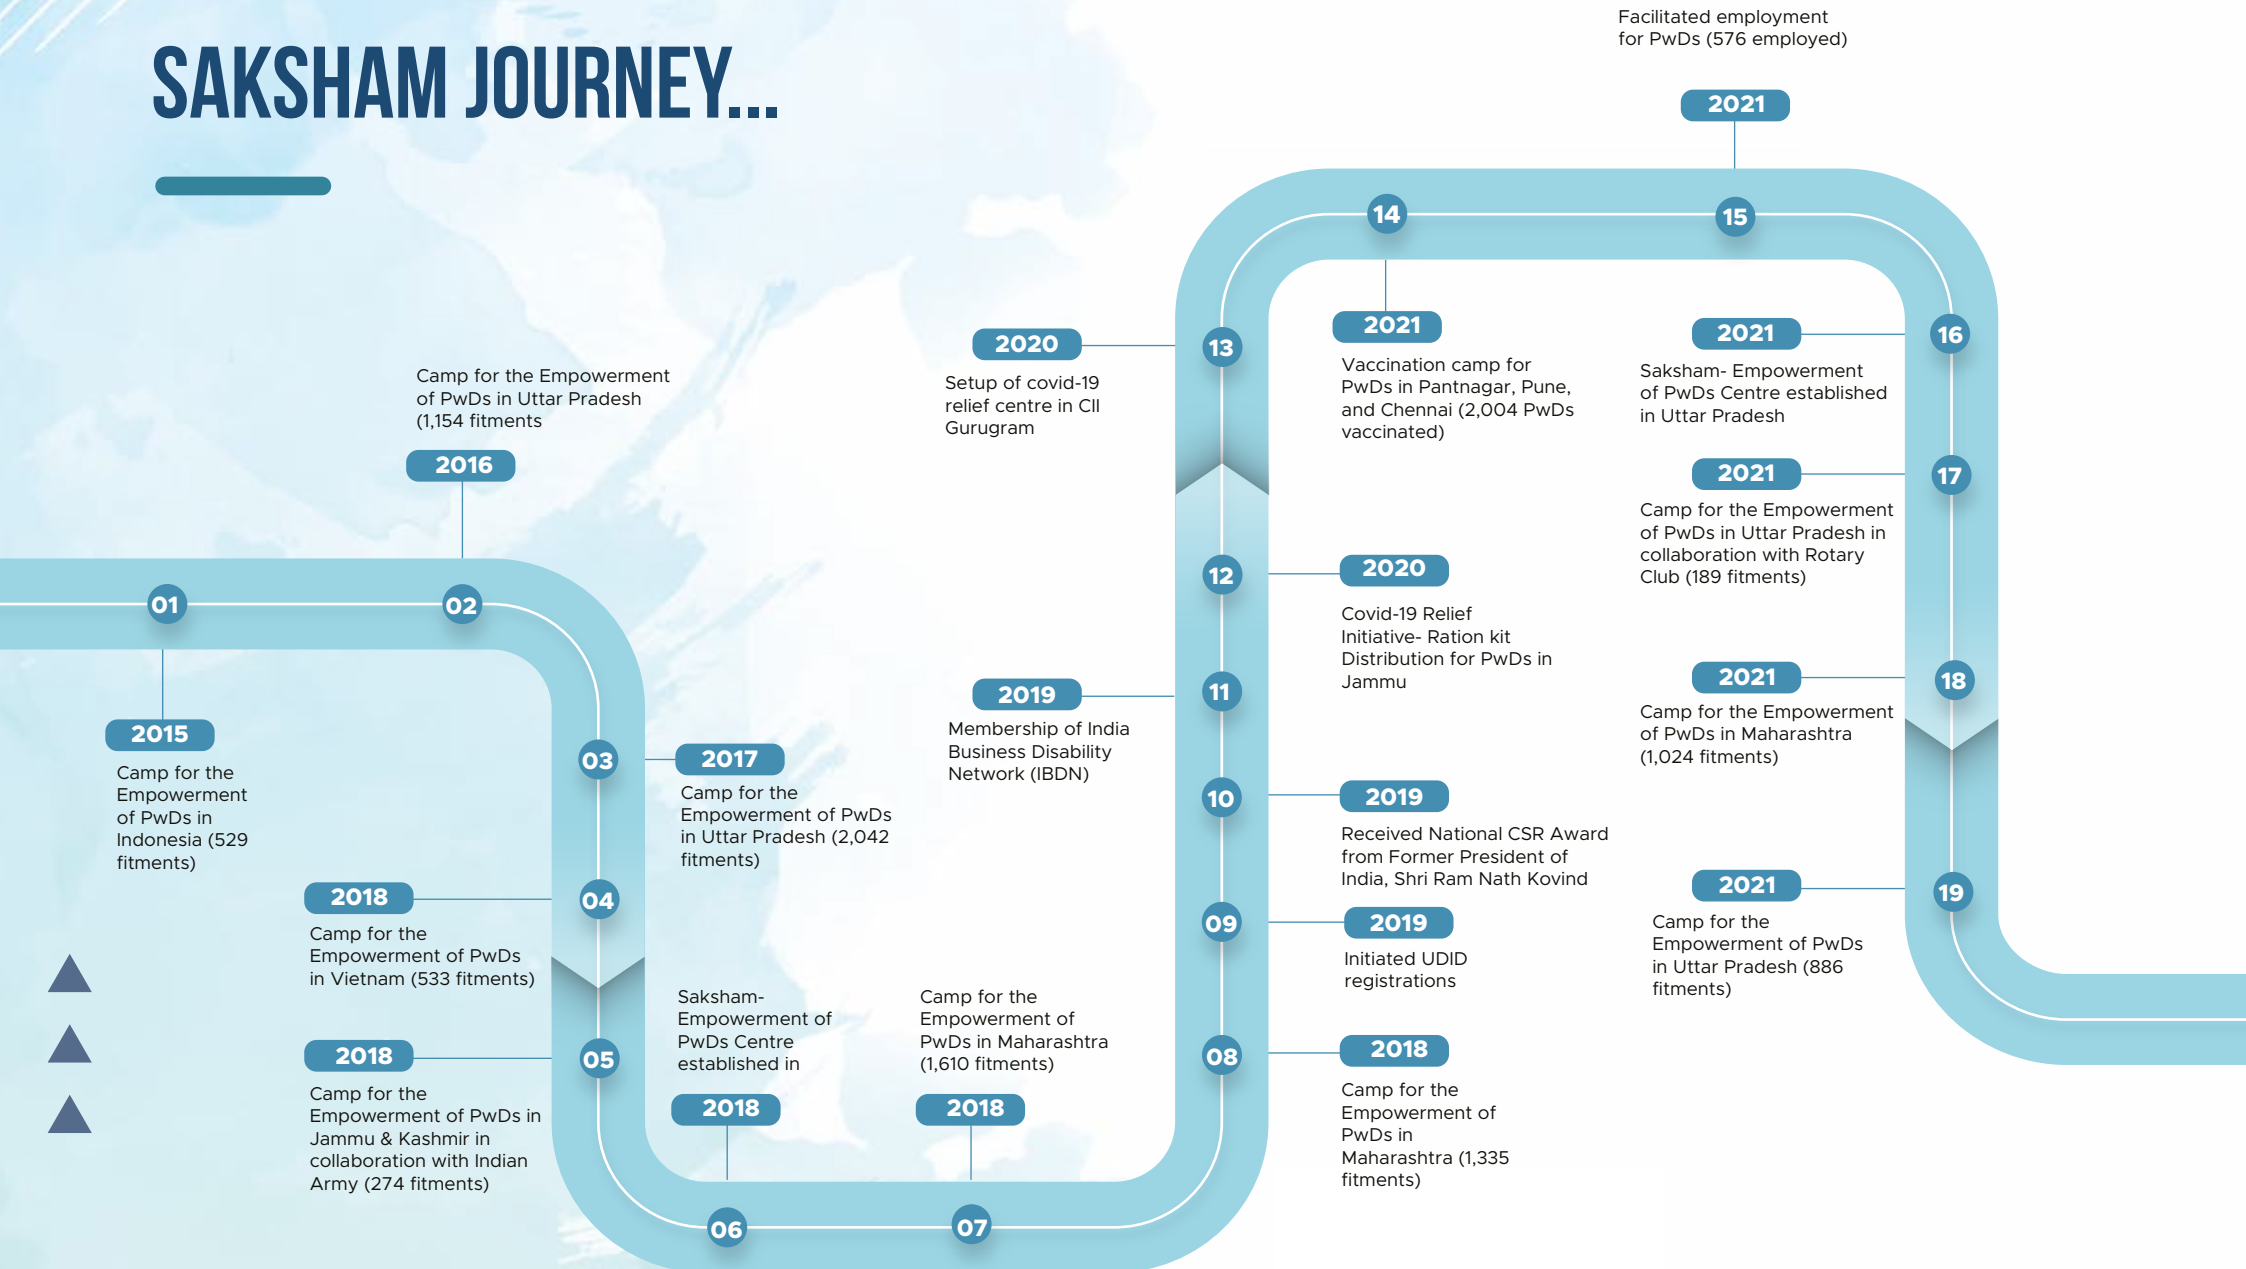 SAKSHAM JOURNEY...
01
2015
Camp for the
Empowerment
of PwDs in
Indonesia (529
fitments)
Camp for the Empowerment
of PwDs in Uttar Pradesh
(1,154 fitments
2016
02
03
2017
Camp for the
Empowerment of PwDs
in Uttar Pradesh (2,042
fitments)
04
2018
Camp for the
Empowerment of PwDs
in Vietnam (533 fitments)
05
2018
Camp for the
Empowerment of PwDs in
Jammu & Kashmir in
collaboration with Indian
Army (274 fitments)
Saksham-
Empowerment of
PwDs Centre
established in
2018
06
Camp for the
Empowerment of
PwDs in Maharashtra
(1,610 fitments)
2018
07
08
2018
Camp for the
Empowerment of
PwDs in
Maharashtra (1,335
fitments)
09
2019
Initiated UDID
registrations
10
2019
Received National CSR Award
from Former President of
India, Shri Ram Nath Kovind
11
2019
Membership of India
Business Disability
Network (IBDN)
12
2020
Covid-19 Relief
Initiative- Ration kit
Distribution for PwDs in
Jammu
13
2020
Setup of covid-19
relief centre in CII
Gurugram
14
2021
Vaccination camp for
PwDs in Pantnagar, Pune,
and Chennai (2,004 PwDs
vaccinated)
Facilitated employment
for PwDs (576 employed)
2021
15
16
2021
Saksham- Empowerment
of PwDs Centre established
in Uttar Pradesh
17
2021
Camp for the Empowerment
of PwDs in Uttar Pradesh in
collaboration with Rotary
Club (189 fitments)
18
2021
Camp for the Empowerment
of PwDs in Maharashtra
(1,024 fitments)
19
2021
Camp for the
Empowerment of PwDs
in Uttar Pradesh (886
fitments)